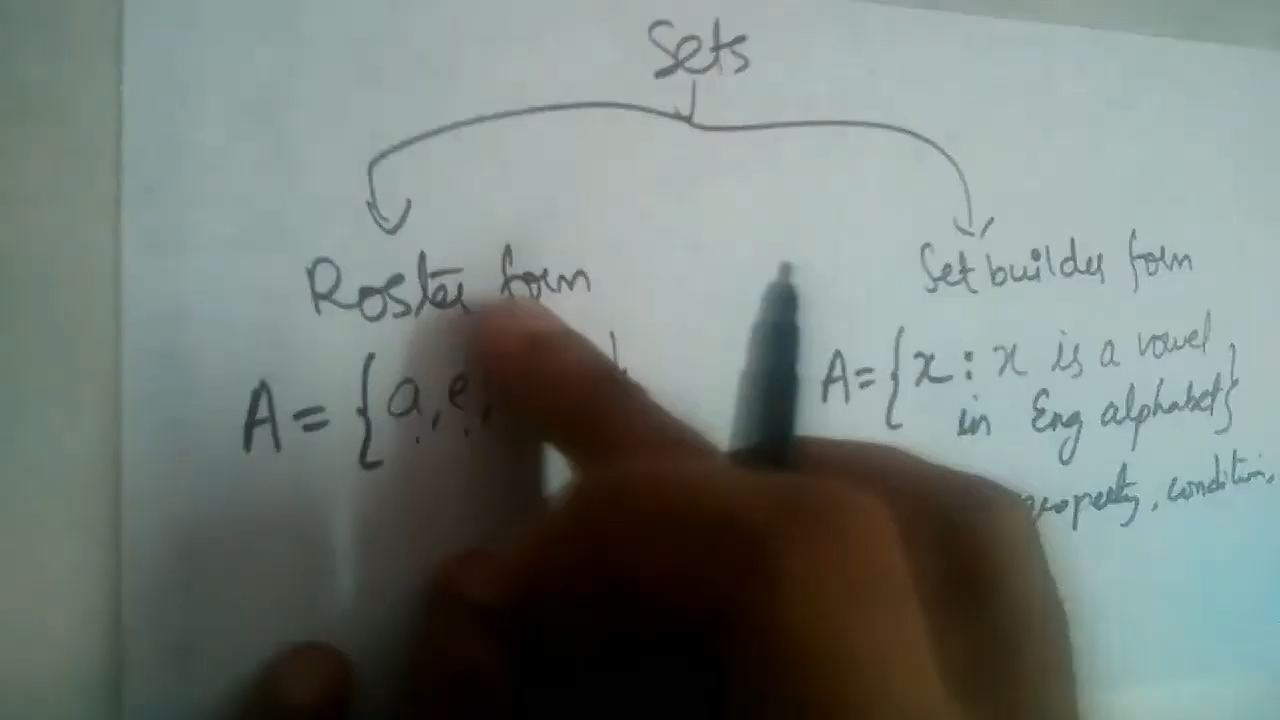 Sets
Roster form
Set builder form
A = { a, e,
A = { x : x is a vowel
in Eng alphabet}
property, condition,